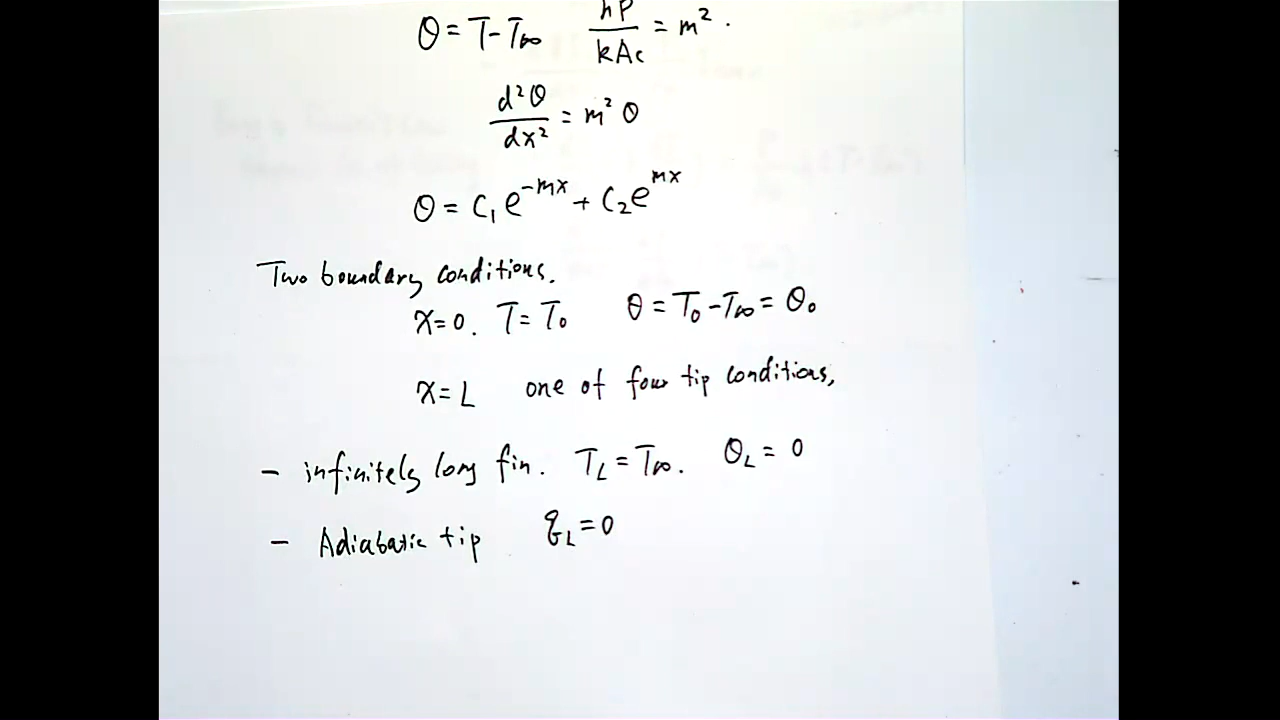 θ = T - T∞ hP/kAc = m².
d²θ/dx² = m² θ
θ = C₁e^(-mx) + C₂e^(mx)
Two boundary conditions.
x=0. T = T₀ θ = T₀ - T∞ = θ₀
x = L one of four tip conditions,
- infinitely long fin. T_L = T∞. θ_L = 0
- Adiabatic tip q_L = 0